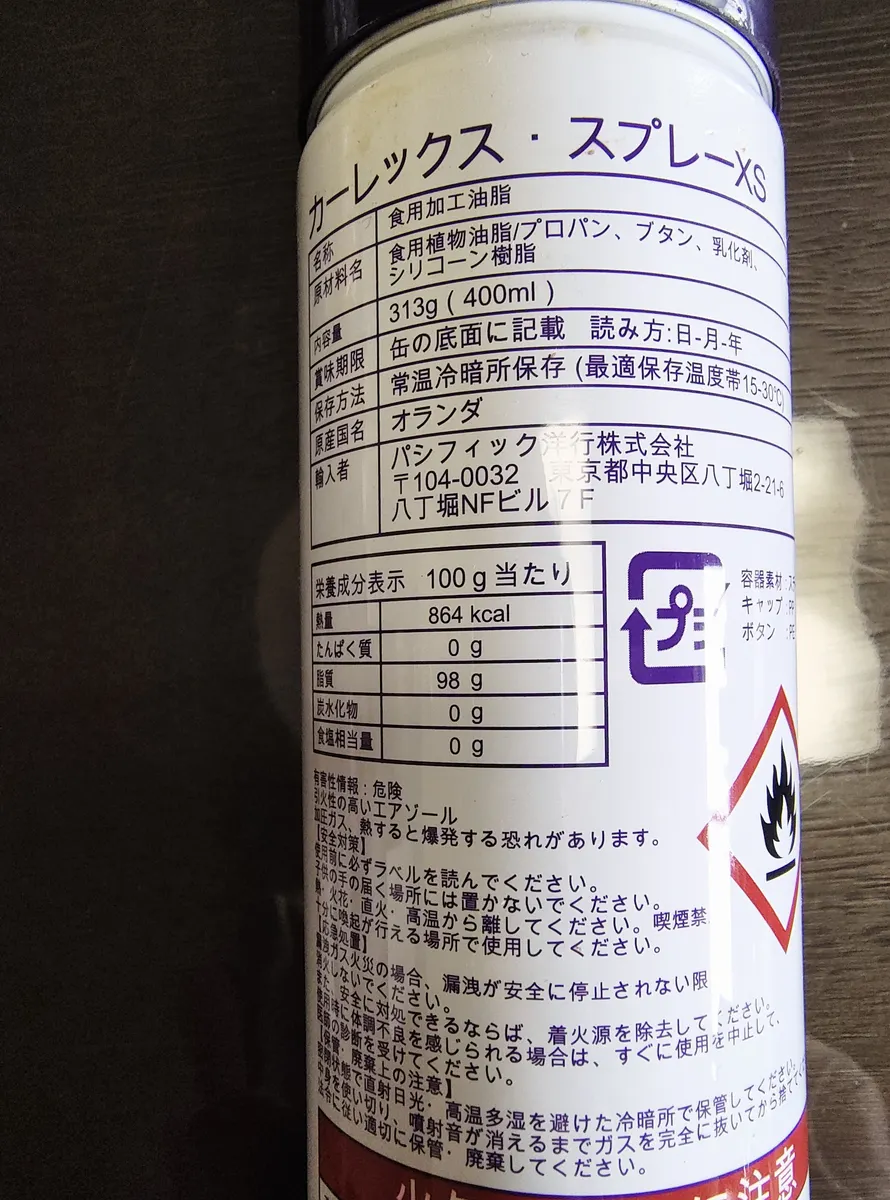 カーレックス・スプレーXS
名称 食用加工油脂
原材料名 食用植物油脂/プロパン、ブタン、乳化剤、
シリコーン樹脂
内容量 313g ( 400ml )
賞味期限 缶の底面に記載 読み方:日-月-年
保存方法 常温冷暗所保存 (最適保存温度帯15-30℃)
原産国名 オランダ
輸入者 パシフィック洋行株式会社
〒104-0032 東京都中央区八丁堀2-21-6
八丁堀NFビル7F
栄養成分表示 100g当たり
熱量 864 kcal
たんぱく質 0 g
脂質 98 g
炭水化物 0 g
食塩相当量 0 g
プラ
容器素材:
キャップ:
ボタン :
有害性情報:危険
引火性の高いエアゾール
加圧ガス、熱すると爆発する恐れがあります。
【安全対策】
使用前に必ずラベルを読んでください。
子供の手の届く場所には置かないでください。
熱・火花・直火・高温から離してください。喫煙禁
十分喚起が行える場所で使用してください。
【応急処置】
漏洩ガス火災の場合、漏洩が安全に停止されない限
消火しないでください。
安全に対処できるならば、着火源を除去してください。
体調不良を感じられる場合は、すぐに使用を中止して、
診断を受けてください。
廃棄上の注意】
直射日光・高温多湿を避けた冷暗所で保管してください。
使い切り、噴射音が消えるまでガスを完全に抜いてから捨て
法令に従い適切に保管・廃棄してください。
注意